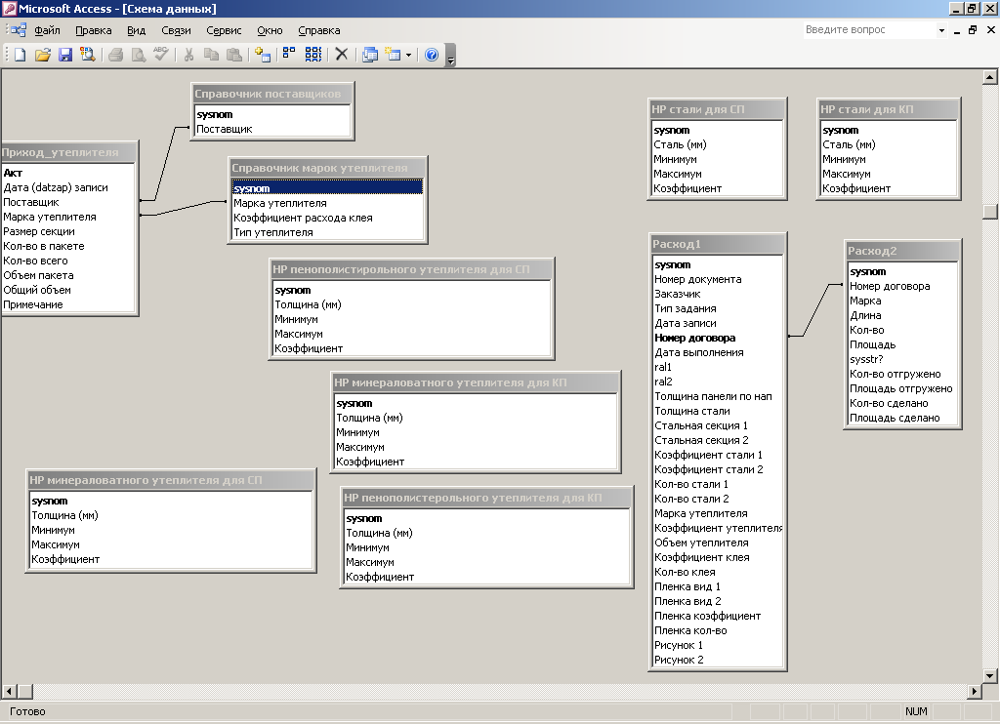 Microsoft Access - [Схема данных]
Файл Правка Вид Связи Сервис Окно Справка
Введите вопрос
Справочник поставщиков
sysnom
Поставщик
Приход_утеплителя
Акт
Дата (datzap) записи
Поставщик
Марка утеплителя
Размер секции
Кол-во в пакете
Кол-во всего
Объем пакета
Общий объем
Примечание
Справочник марок утеплителя
sysnom
Марка утеплителя
Коэффициент расхода клея
Тип утеплителя
НР пенополистирольного утеплителя для СП
sysnom
Толщина (мм)
Минимум
Максимум
Коэффициент
НР минераловатного утеплителя для КП
sysnom
Толщина (мм)
Минимум
Максимум
Коэффициент
НР минераловатного утеплителя для СП
sysnom
Толщина (мм)
Минимум
Максимум
Коэффициент
НР пенополистерольного утеплителя для КП
sysnom
Толщина (мм)
Минимум
Максимум
Коэффициент
НР стали для СП
sysnom
Сталь (мм)
Минимум
Максимум
Коэффициент
НР стали для КП
sysnom
Сталь (мм)
Минимум
Максимум
Коэффициент
Расход1
sysnom
Номер документа
Заказчик
Тип задания
Дата записи
Номер договора
Дата выполнения
ral1
ral2
Толщина панели по нап
Толщина стали
Стальная секция 1
Стальная секция 2
Коэффициент стали 1
Коэффициент стали 2
Кол-во стали 1
Кол-во стали 2
Марка утеплителя
Коэффициент утеплителя
Объем утеплителя
Коэффициент клея
Кол-во клея
Пленка вид 1
Пленка вид 2
Пленка коэффициент
Пленка кол-во
Рисунок 1
Рисунок 2
Расход2
sysnom
Номер договора
Марка
Длина
Кол-во
Площадь
sysstr?
Кол-во отгружено
Площадь отгружено
Кол-во сделано
Площадь сделано
Готово
NUM